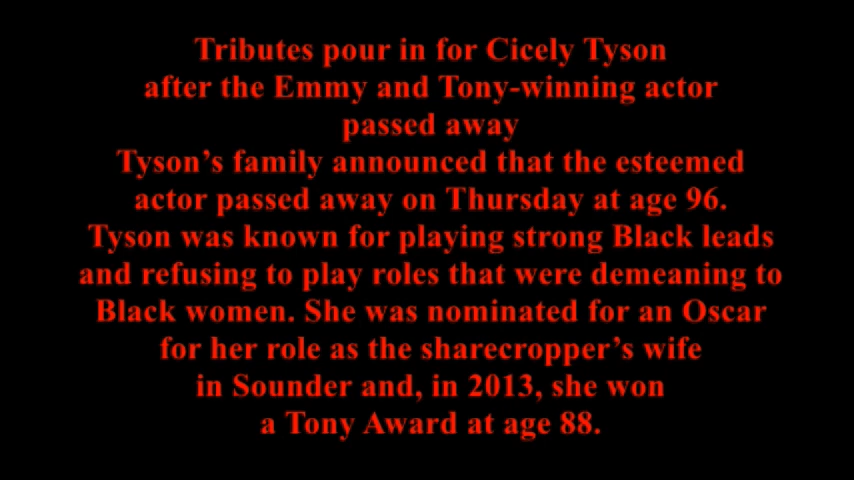 Tributes pour in for Cicely Tyson
after the Emmy and Tony-winning actor
passed away
Tyson’s family announced that the esteemed
actor passed away on Thursday at age 96.
Tyson was known for playing strong Black leads
and refusing to play roles that were demeaning to
Black women. She was nominated for an Oscar
for her role as the sharecropper’s wife
in Sounder and, in 2013, she won
a Tony Award at age 88.